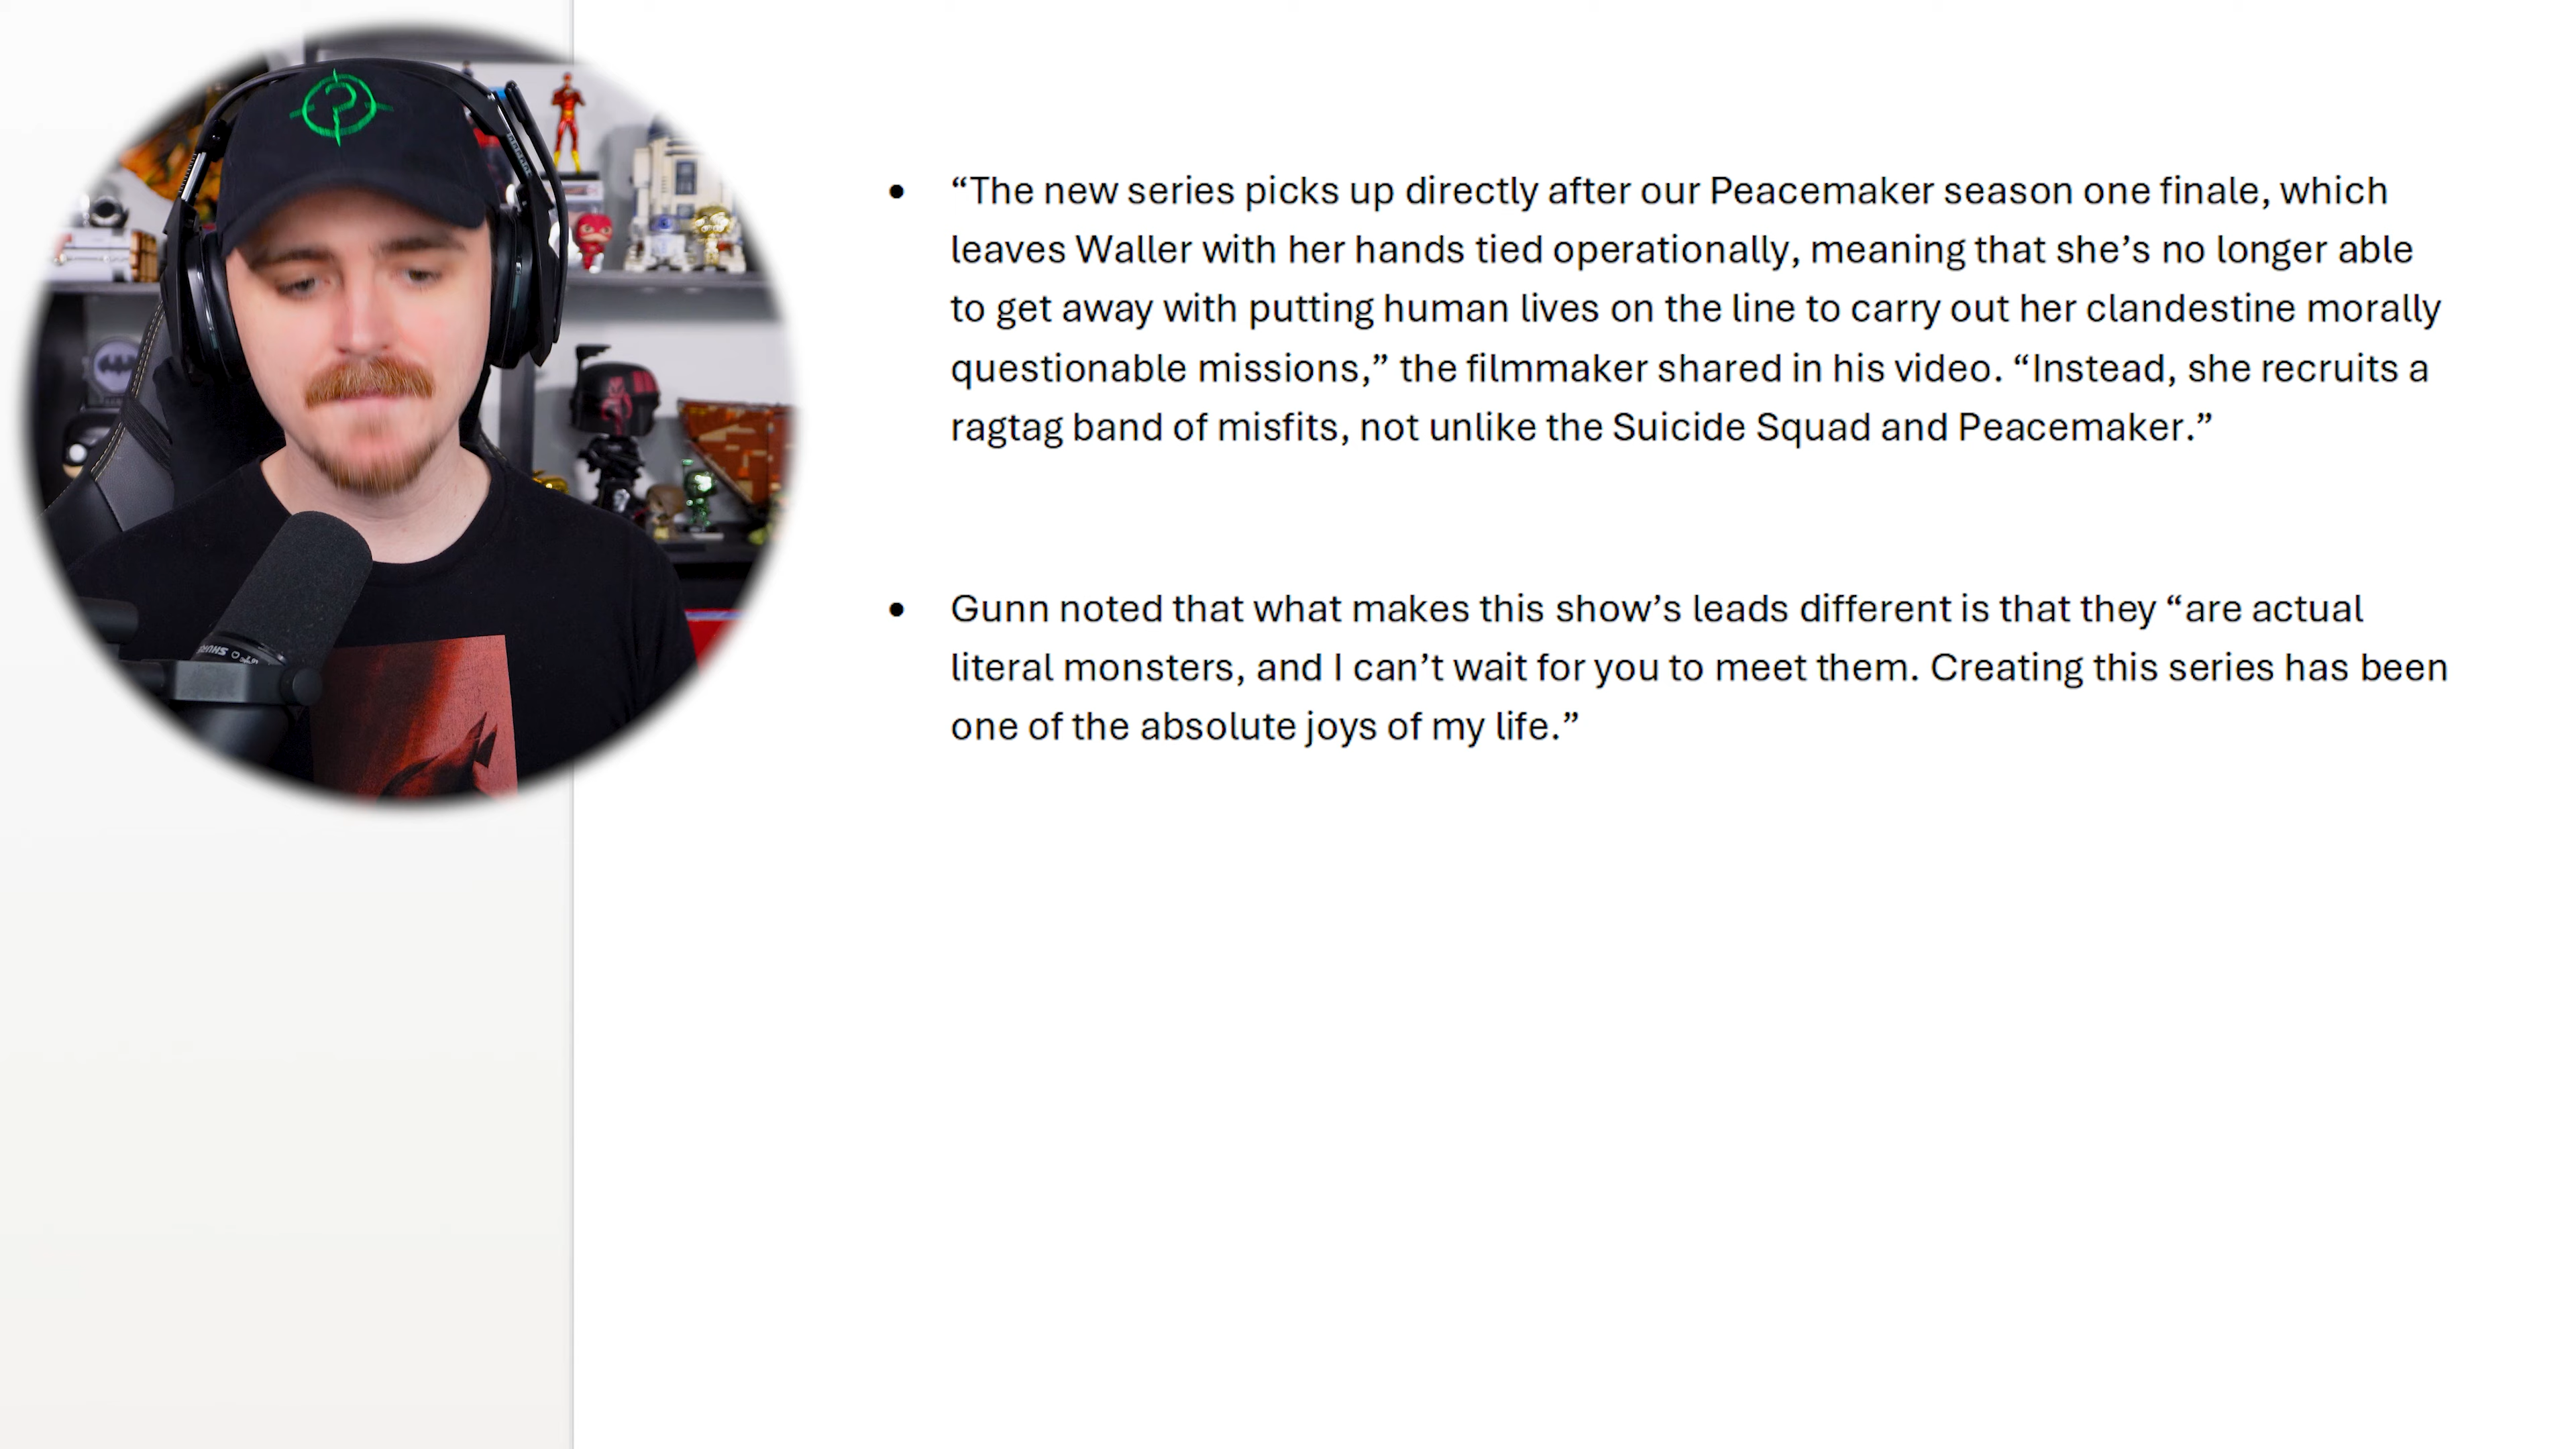 “The new series picks up directly after our Peacemaker season one finale, which
leaves Waller with her hands tied operationally, meaning that she’s no longer able
to get away with putting human lives on the line to carry out her clandestine morally
questionable missions,” the filmmaker shared in his video. “Instead, she recruits a
ragtag band of misfits, not unlike the Suicide Squad and Peacemaker.”
Gunn noted that what makes this show’s leads different is that they “are actual
literal monsters, and I can’t wait for you to meet them. Creating this series has been
one of the absolute joys of my life.”
?
SHURE